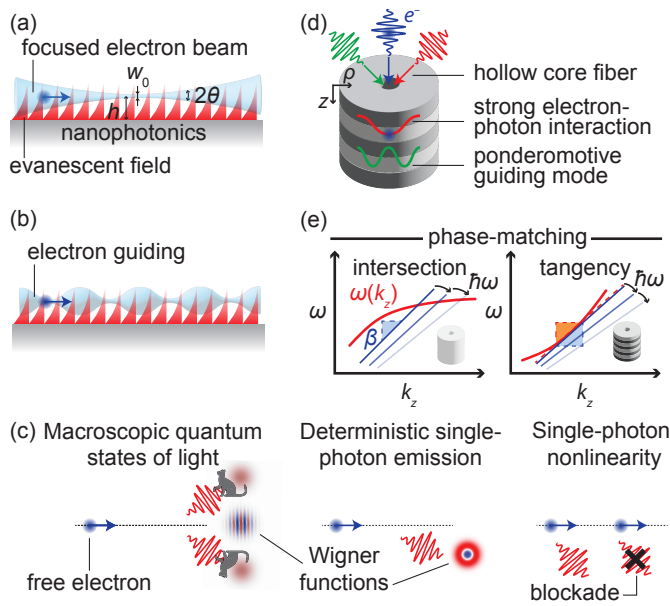 (a)
focused electron beam
w0
2θ
h
nanophotonics
evanescent field
(b)
electron guiding
(c)
Macroscopic quantum
states of light
free electron
Deterministic single-
photon emission
Wigner
functions
Single-photon
nonlinearity
blockade
(d)
e-
ρ
z
hollow core fiber
strong electron-
photon interaction
ponderomotive
guiding mode
(e)
phase-matching
intersection
ℏω
ω(kz)
ω
β
kz
tangency
ℏω
ω
kz